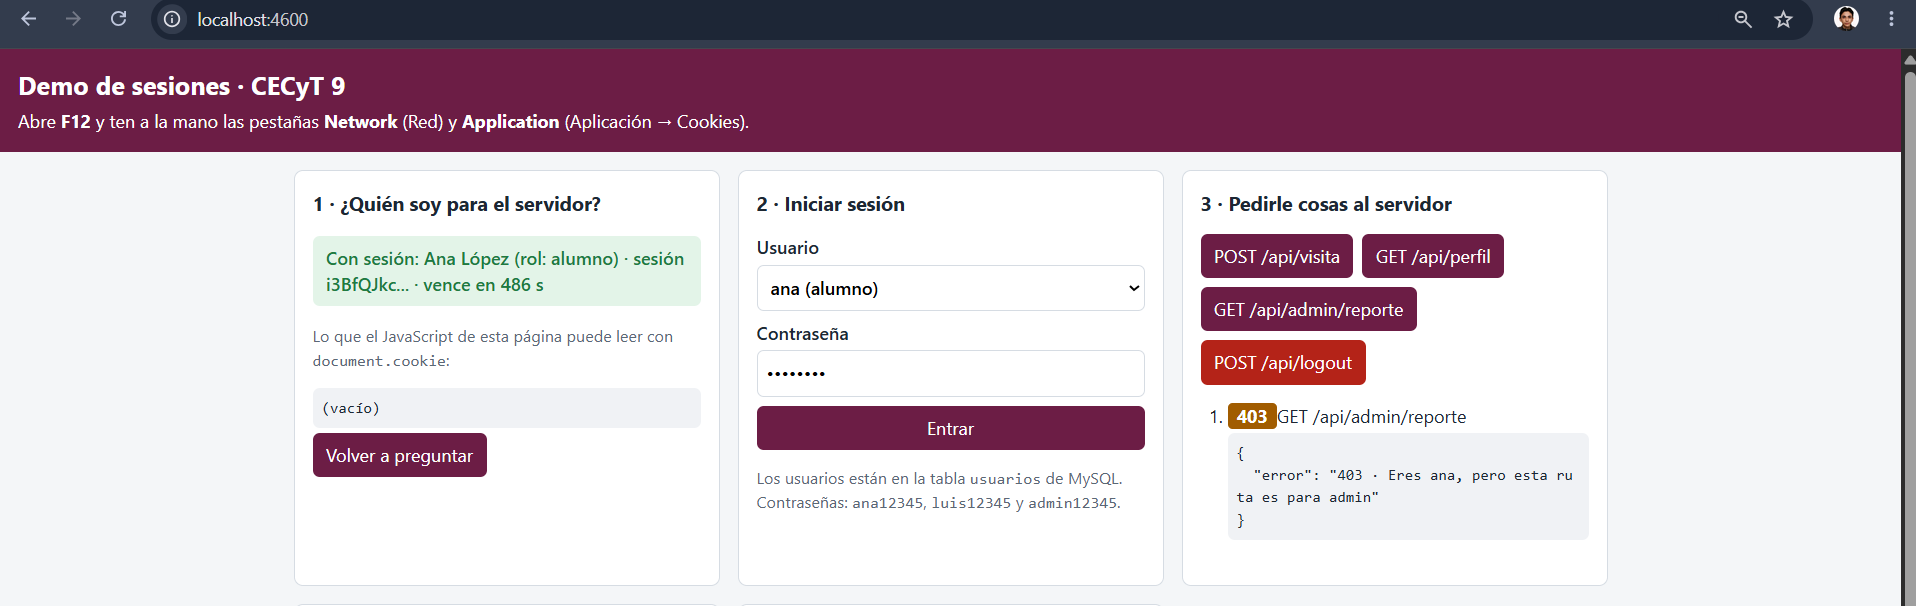 localhost:4600
Demo de sesiones · CECyT 9
Abre F12 y ten a la mano las pestañas Network (Red) y Application (Aplicación → Cookies).
1 · ¿Quién soy para el servidor?
Con sesión: Ana López (rol: alumno) · sesión
i3BfQJkc... · vence en 486 s
Lo que el JavaScript de esta página puede leer con
document.cookie:
(vacío)
Volver a preguntar
2 · Iniciar sesión
Usuario
ana (alumno)
Contraseña
••••••••
Entrar
Los usuarios están en la tabla usuarios de MySQL.
Contraseñas: ana12345, luis12345 y admin12345.
3 · Pedirle cosas al servidor
POST /api/visita
GET /api/perfil
GET /api/admin/reporte
POST /api/logout
1. 403 GET /api/admin/reporte
{
"error": "403 · Eres ana, pero esta ru
ta es para admin"
}